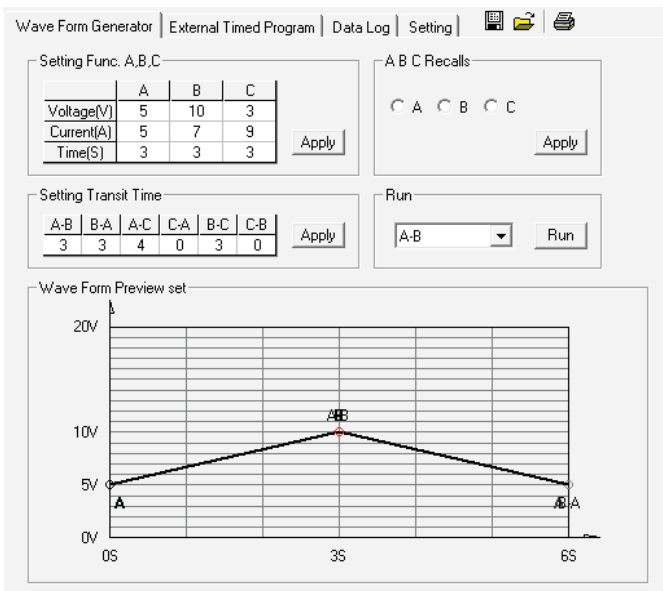 Wave Form Generator External Timed Program Data Log Setting
Setting Func. A,B,C
A B C
Voltage(V) 5 10 3
Current(A) 5 7 9
Time(S) 3 3 3
Apply
A B C Recalls
A B C
Apply
Setting Transit Time
A-B B-A A-C C-A B-C C-B
3 3 4 0 3 0
Apply
Run
A-B
Run
Wave Form Preview set
20V
10V
5V
A
0V
0S 3S 6S